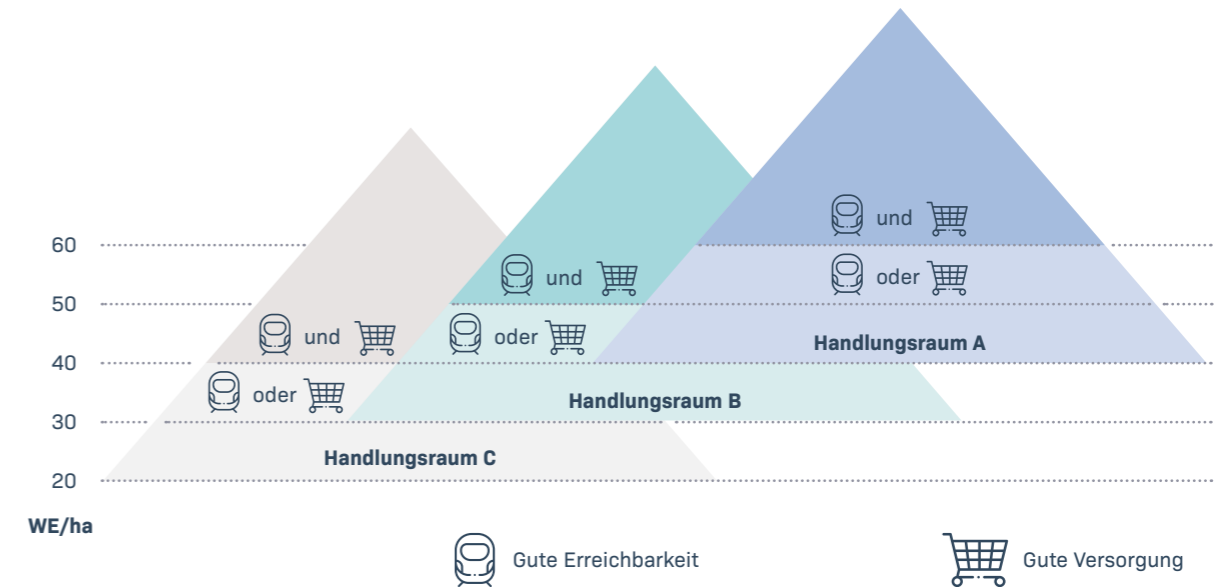 60
50
40
30
20
WE/ha
und
oder
Handlungsraum A
und
oder
Handlungsraum B
und
oder
Handlungsraum C
Gute Erreichbarkeit
Gute Versorgung